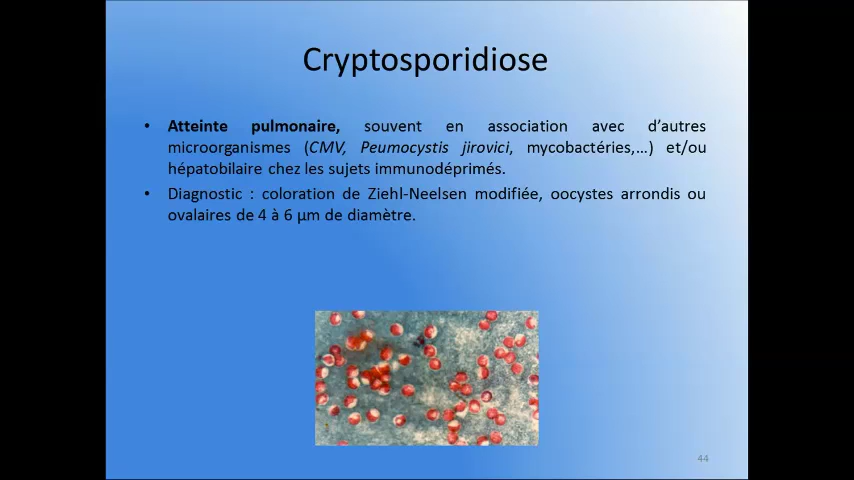 Cryptosporidiose
• Atteinte pulmonaire, souvent en association avec d’autres
microorganismes (CMV, Peumocystis jirovici, mycobactéries,…) et/ou
hépatobilaire chez les sujets immunodéprimés.
• Diagnostic : coloration de Ziehl-Neelsen modifiée, oocystes arrondis ou
ovalaires de 4 à 6 µm de diamètre.
44